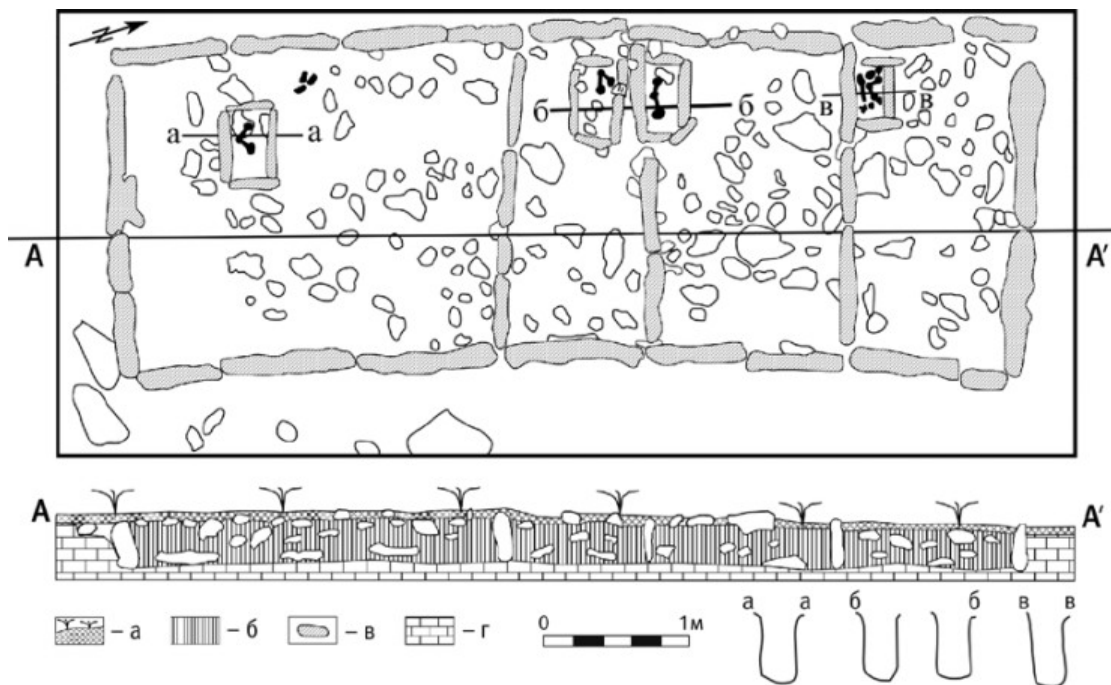 N
а а
б б
в в
А А'
А А'
– а – б – в – г
0 1м
а а б б в в